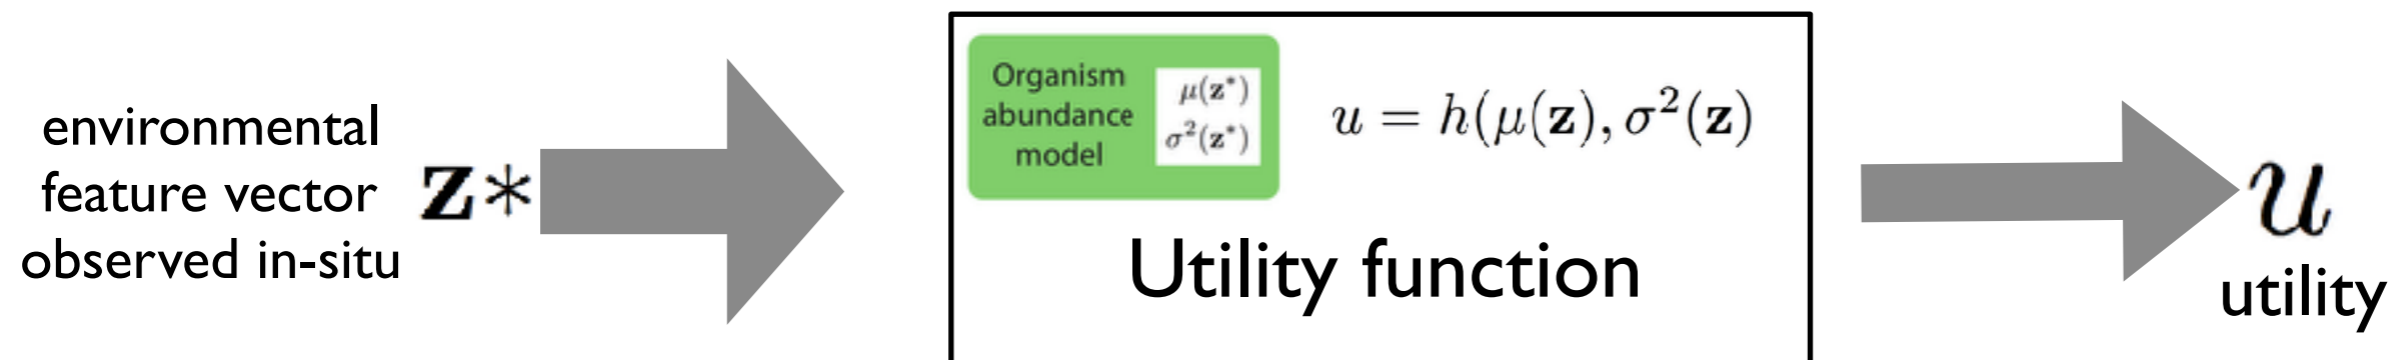 environmental
feature vector
observed in-situ
z*
Organism
abundance
model
μ(z*)
σ²(z*)
u = h(μ(z), σ²(z)
Utility function
u
utility